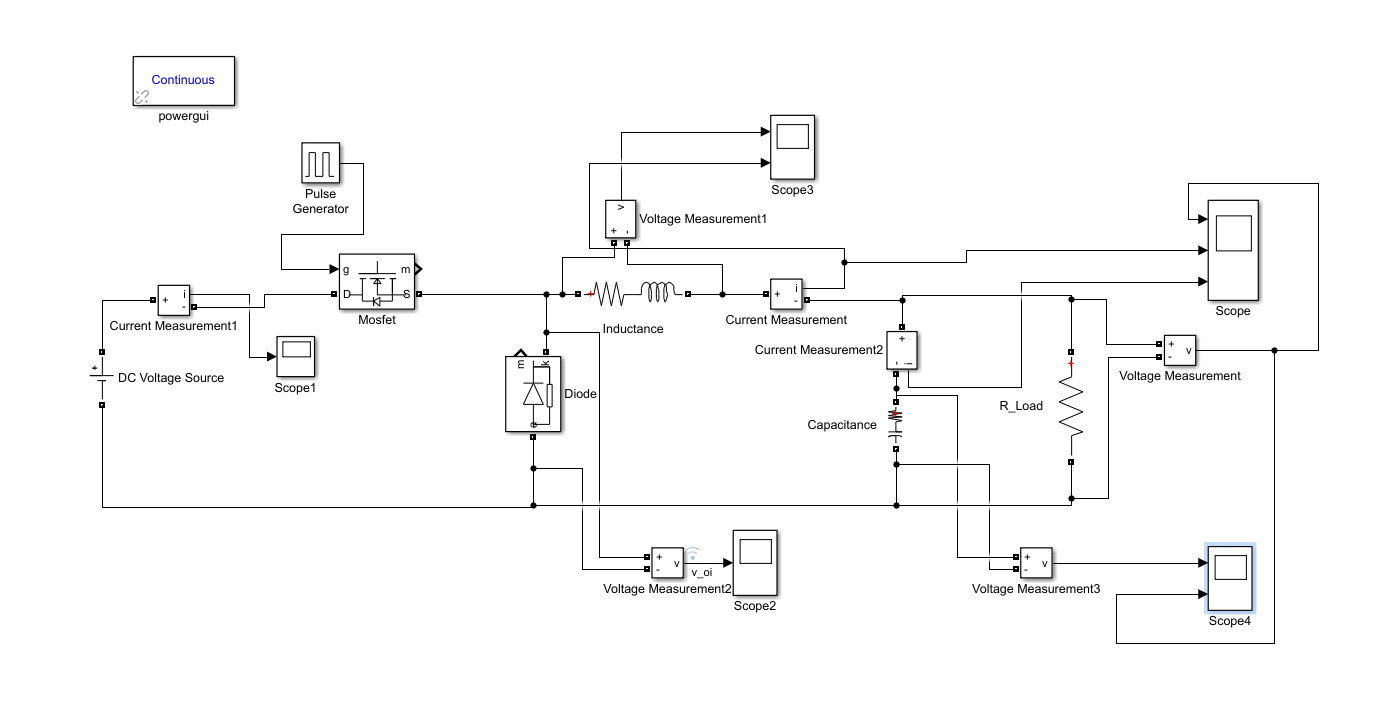 Continuous
powergui
Pulse
Generator
Scope3
Voltage Measurement1
v
+ -
g
m
D
S
Mosfet
+
i
-
Current Measurement1
Scope1
+
DC Voltage Source
+
Inductance
+
i
-
Current Measurement
Scope
m
k
a
Diode
Current Measurement2
+
- i
Capacitance
+
R_Load
+
-
v
Voltage Measurement
+
-
v
v_oi
Voltage Measurement2
Scope2
+
-
v
Voltage Measurement3
Scope4